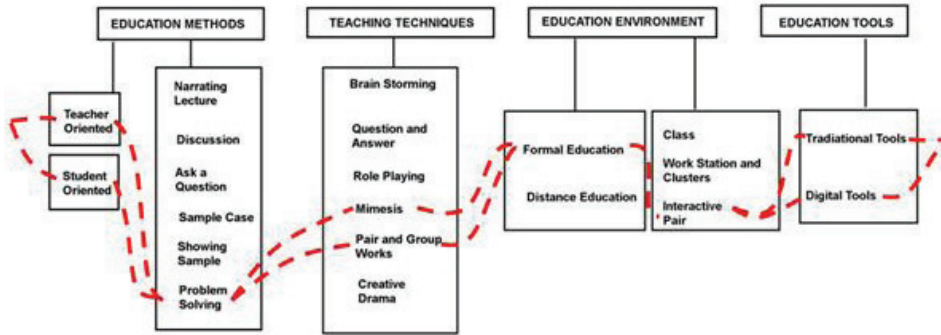 EDUCATION METHODS
TEACHING TECHNIQUES
EDUCATION ENVIRONMENT
EDUCATION TOOLS
Teacher
Oriented
Student
Oriented
Narrating
Lecture
Discussion
Ask a
Question
Sample Case
Showing
Sample
Problem
Solving
Brain Storming
Question and
Answer
Role Playing
Mimesis
Pair and Group
Works
Creative
Drama
Formal Education
Distance Education
Class
Work Station and
Clusters
Interactive
Pair
Tradiational Tools
Digital Tools